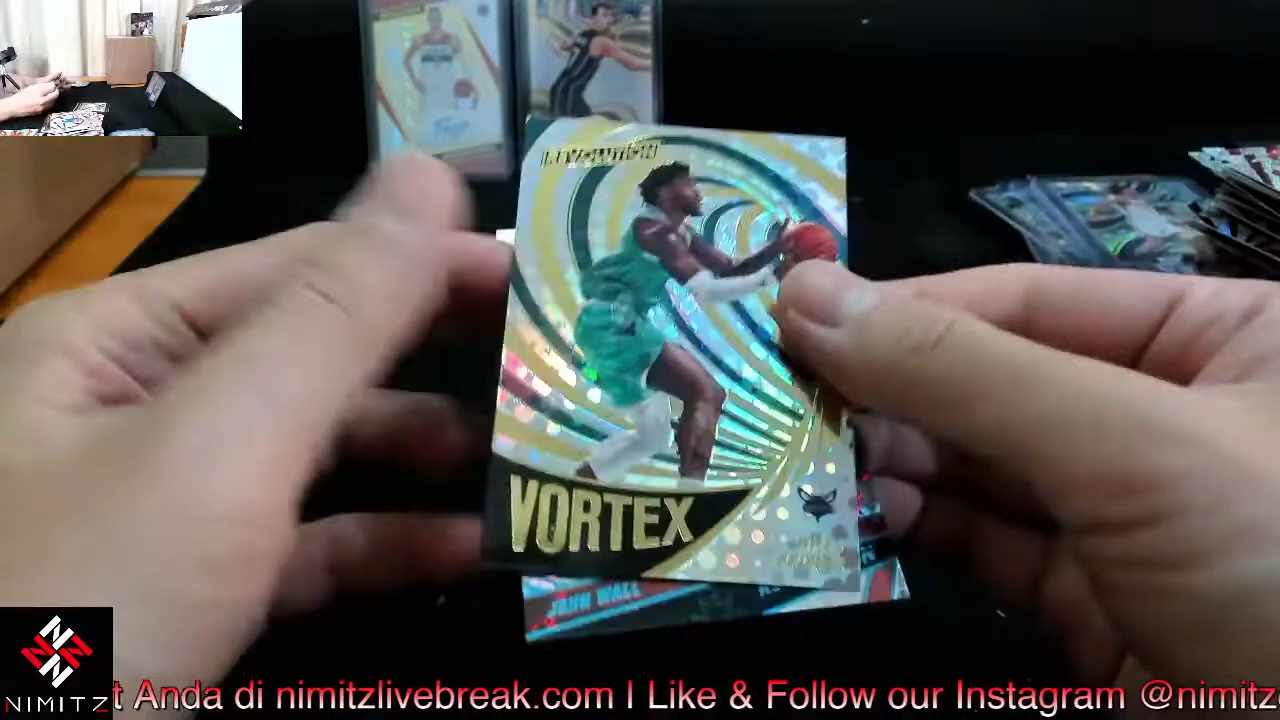 REVOLUTION
VORTEX
JOHN WALL
NIMITZ
t Anda di nimitzlivebreak.com I Like & Follow our Instagram @nimitz